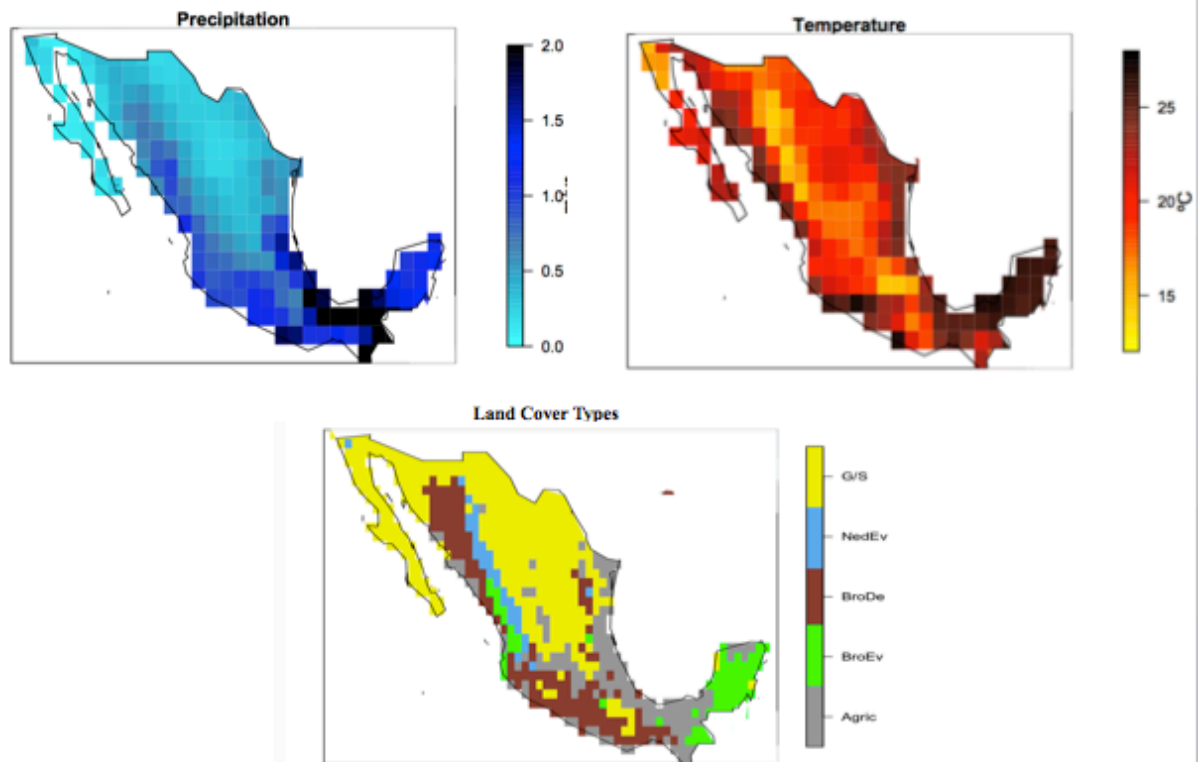 Precipitation
2.0
1.5
1.0
0.5
0.0
Temperature
25
20
15
°C
Land Cover Types
G/S
NedEv
BroDe
BroEv
Agric